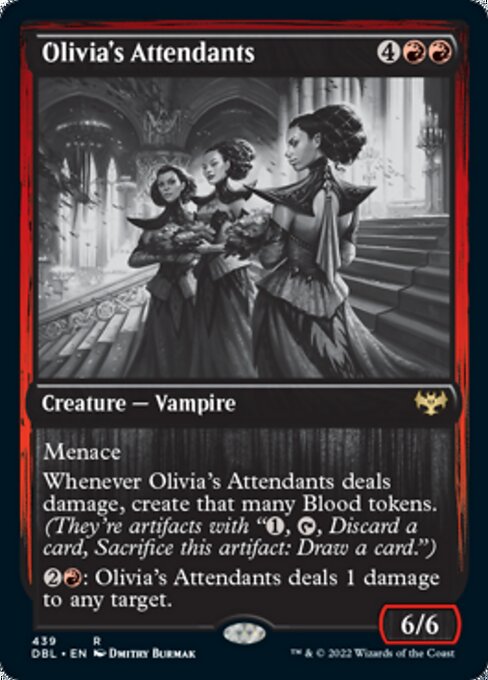 Olivia's Attendants 4
Creature — Vampire
Menace
Whenever Olivia's Attendants deals
damage, create that many Blood tokens.
(They're artifacts with “1, , Discard a
card, Sacrifice this artifact: Draw a card.”)
2 : Olivia's Attendants deals 1 damage
to any target.
6/6
439 R
DBL • EN Dmitry Burmak
™ & © 2022 Wizards of the Coast